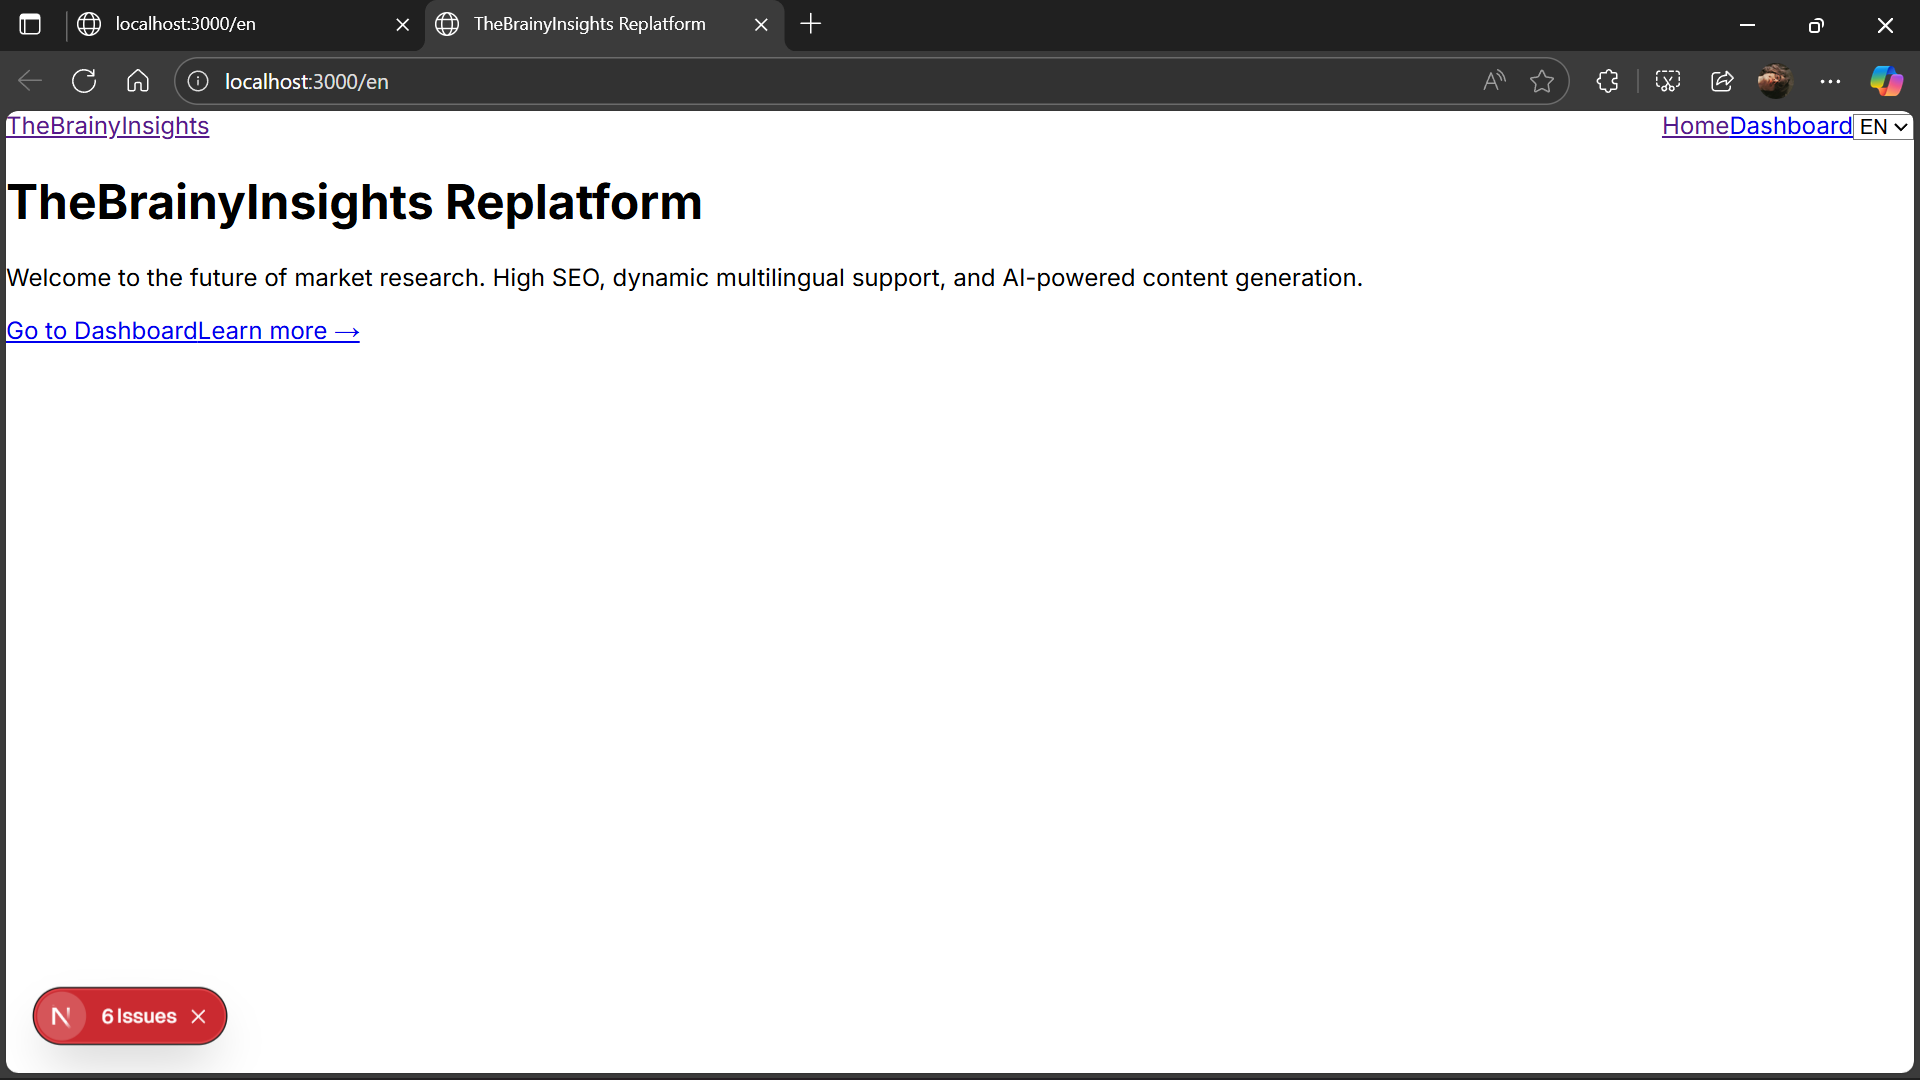 localhost:3000/en
TheBrainyInsights Replatform
localhost:3000/en
TheBrainyInsights
HomeDashboard EN
TheBrainyInsights Replatform
Welcome to the future of market research. High SEO, dynamic multilingual support, and AI-powered content generation.
Go to DashboardLearn more →
N 6 Issues